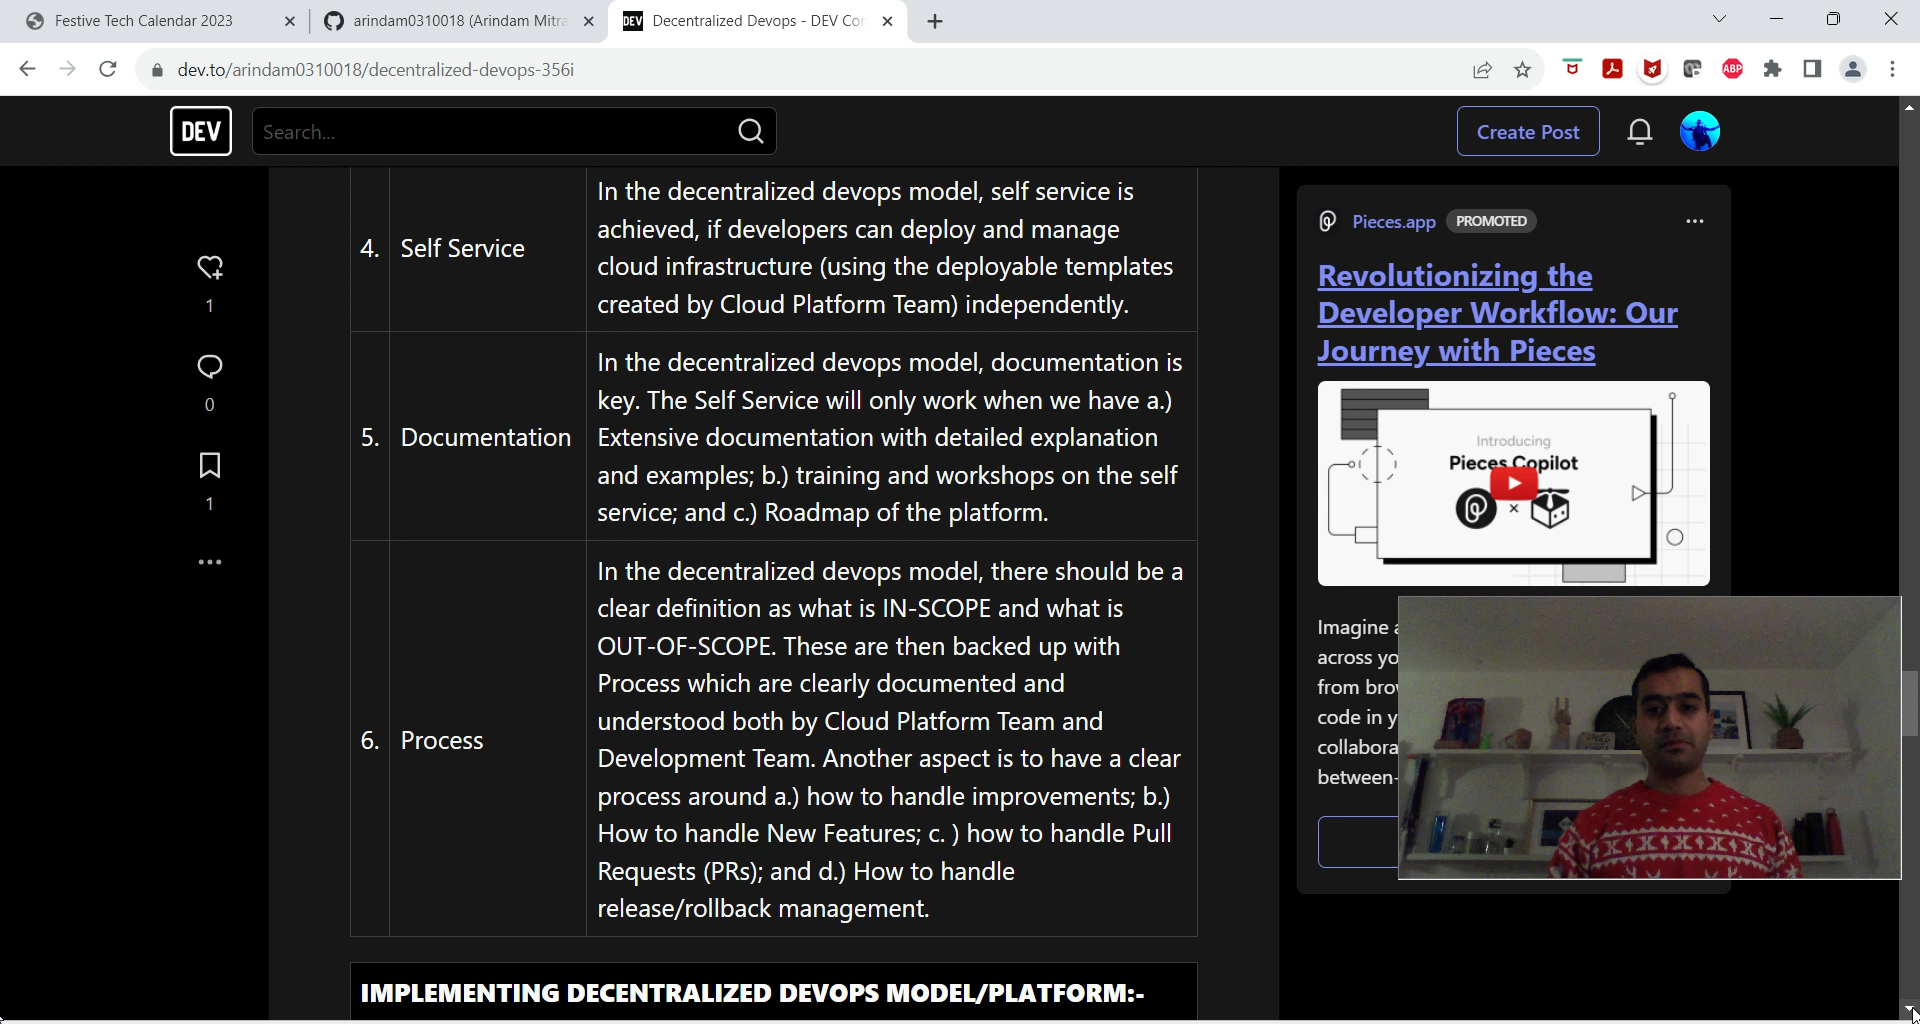 Festive Tech Calendar 2023
arindam0310018 (Arindam Mitra
DEV Decentralized Devops - DEV Con
dev.to/arindam0310018/decentralized-devops-356i
ABP
DEV
Search...
Create Post
1
0
1
In the decentralized devops model, self service is
achieved, if developers can deploy and manage
4. Self Service
cloud infrastructure (using the deployable templates
created by Cloud Platform Team) independently.
In the decentralized devops model, documentation is
key. The Self Service will only work when we have a.)
5. Documentation
Extensive documentation with detailed explanation
and examples; b.) training and workshops on the self
service; and c.) Roadmap of the platform.
In the decentralized devops model, there should be a
clear definition as what is IN-SCOPE and what is
OUT-OF-SCOPE. These are then backed up with
Process which are clearly documented and
understood both by Cloud Platform Team and
6. Process
Development Team. Another aspect is to have a clear
process around a.) how to handle improvements; b.)
How to handle New Features; c. ) how to handle Pull
Requests (PRs); and d.) How to handle
release/rollback management.
IMPLEMENTING DECENTRALIZED DEVOPS MODEL/PLATFORM:-
Pieces.app PROMOTED
Revolutionizing the
Developer Workflow: Our
Journey with Pieces
Introducing
Pieces Copilot
×
Imagine
across yo
from bro
code in y
collabora
between-